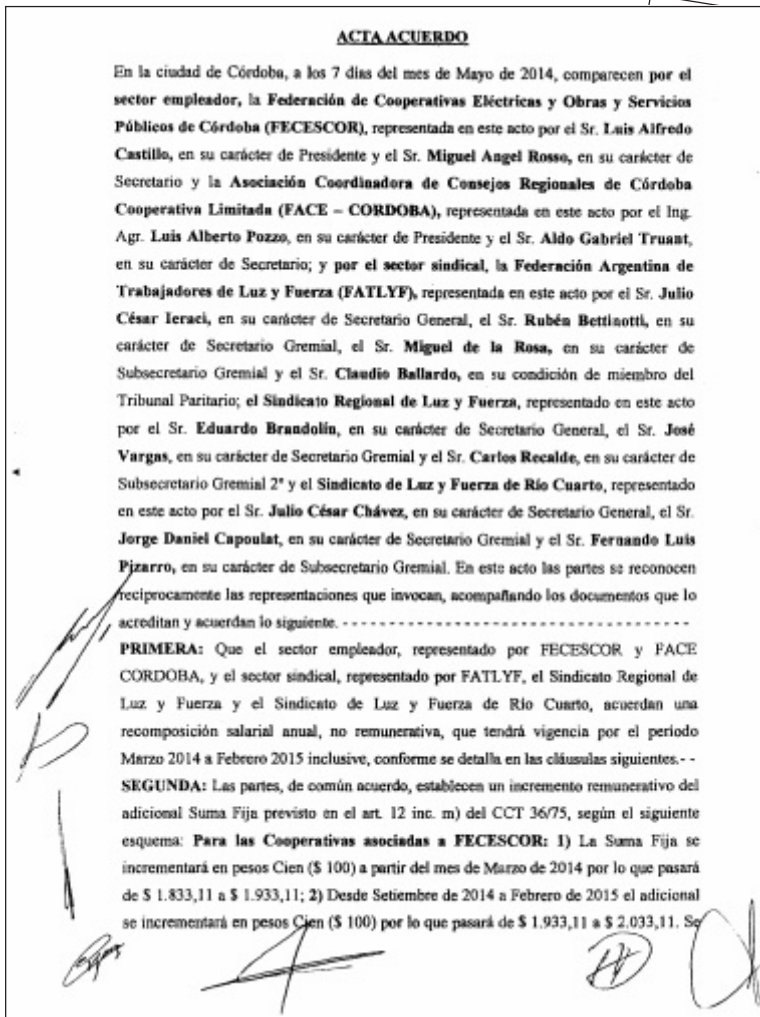 ACTA ACUERDO
En la ciudad de Córdoba, a los 7 días del mes de Mayo de 2014, comparecen por el
sector empleador, la Federación de Cooperativas Eléctricas y Obras y Servicios
Públicos de Córdoba (FECESCOR), representada en este acto por el Sr. Luis Alfredo
Castillo, en su carácter de Presidente y el Sr. Miguel Angel Rosso, en su carácter de
Secretario y la Asociación Coordinadora de Consejos Regionales de Córdoba
Cooperativa Limitada (FACE – CORDOBA), representada en este acto por el Ing.
Agr. Luis Alberto Pozzo, en su carácter de Presidente y el Sr. Aldo Gabriel Truant,
en su carácter de Secretario; y por el sector sindical, la Federación Argentina de
Trabajadores de Luz y Fuerza (FATLYF), representada en este acto por el Sr. Julio
César Ieraci, en su carácter de Secretario General, el Sr. Rubén Bettinotti, en su
carácter de Secretario Gremial, el Sr. Miguel de la Rosa, en su carácter de
Subsecretario Gremial y el Sr. Claudio Ballardo, en su condición de miembro del
Tribunal Paritario; el Sindicato Regional de Luz y Fuerza, representado en este acto
por el Sr. Eduardo Brandolín, en su carácter de Secretario General, el Sr. José
Vargas, en su carácter de Secretario Gremial y el Sr. Carlos Recalde, en su carácter de
Subsecretario Gremial 2º y el Sindicato de Luz y Fuerza de Río Cuarto, representado
en este acto por el Sr. Julio César Chávez, en su carácter de Secretario General, el Sr.
Jorge Daniel Capoulat, en su carácter de Secretario Gremial y el Sr. Fernando Luis
Pizarro, en su carácter de Subsecretario Gremial. En este acto las partes se reconocen
reciprocamente las representaciones que invocan, acompañando los documentos que lo
acreditan y acuerdan lo siguiente. - - - - - - - - - - - - - - - - - - - - - - - - - - - - - - - - - - -
PRIMERA: Que el sector empleador, representado por FECESCOR y FACE
CORDOBA, y el sector sindical, representado por FATLYF, el Sindicato Regional de
Luz y Fuerza y el Sindicato de Luz y Fuerza de Río Cuarto, acuerdan una
recomposición salarial anual, no remunerativa, que tendrá vigencia por el período
Marzo 2014 a Febrero 2015 inclusive, conforme se detalla en las cláusulas siguientes.- -
SEGUNDA: Las partes, de común acuerdo, establecen un incremento remunerativo del
adicional Suma Fija previsto en el art. 12 inc. m) del CCT 36/75, según el siguiente
esquema: Para las Cooperativas asociadas a FECESCOR: 1) La Suma Fija se
incrementará en pesos Cien ($ 100) a partir del mes de Marzo de 2014 por lo que pasará
de $ 1.833,11 a $ 1.933,11; 2) Desde Setiembre de 2014 a Febrero de 2015 el adicional
se incrementará en pesos Cien ($ 100) por lo que pasará de $ 1.933,11 a $ 2.033,11. Se